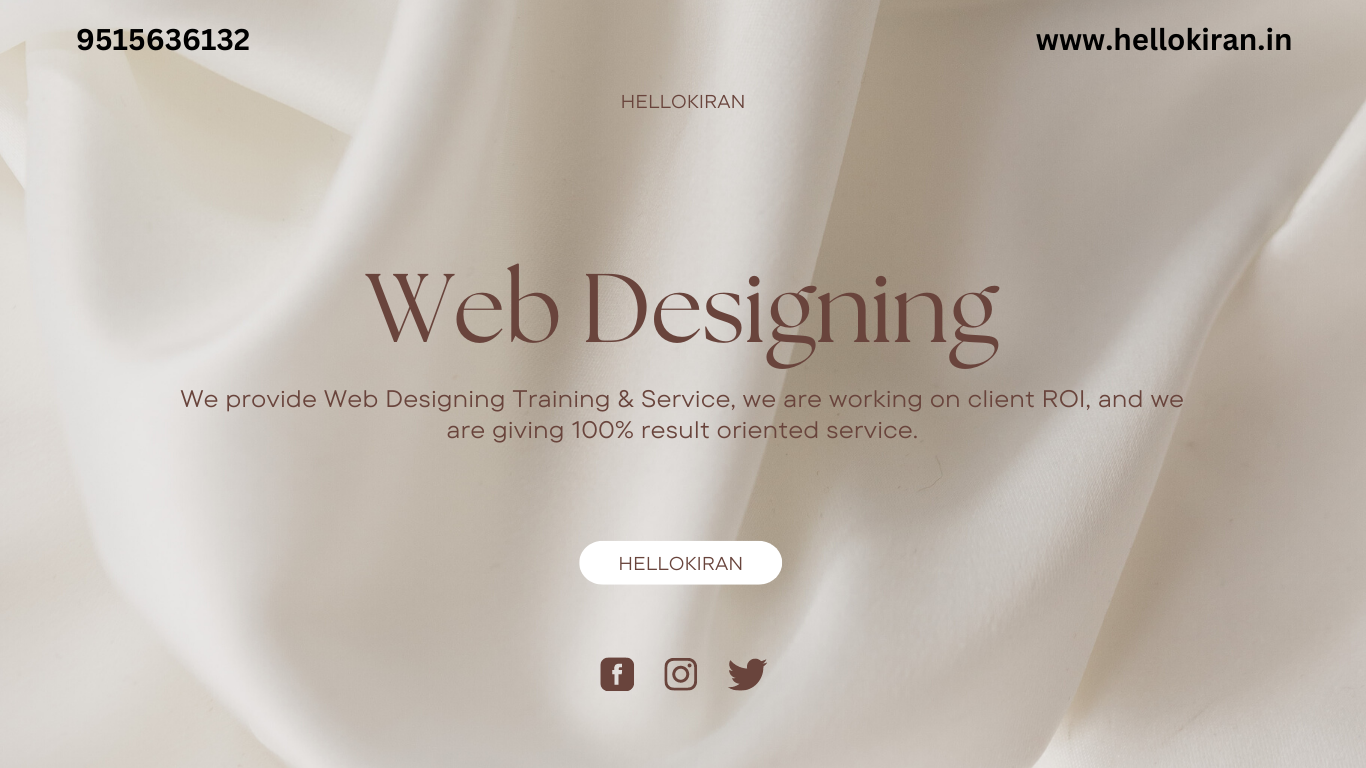 9515636132
www.hellokiran.in
HELLOKIRAN
Web Designing
We provide Web Designing Training & Service, we are working on client ROI, and we
are giving 100% result oriented service.
HELLOKIRAN